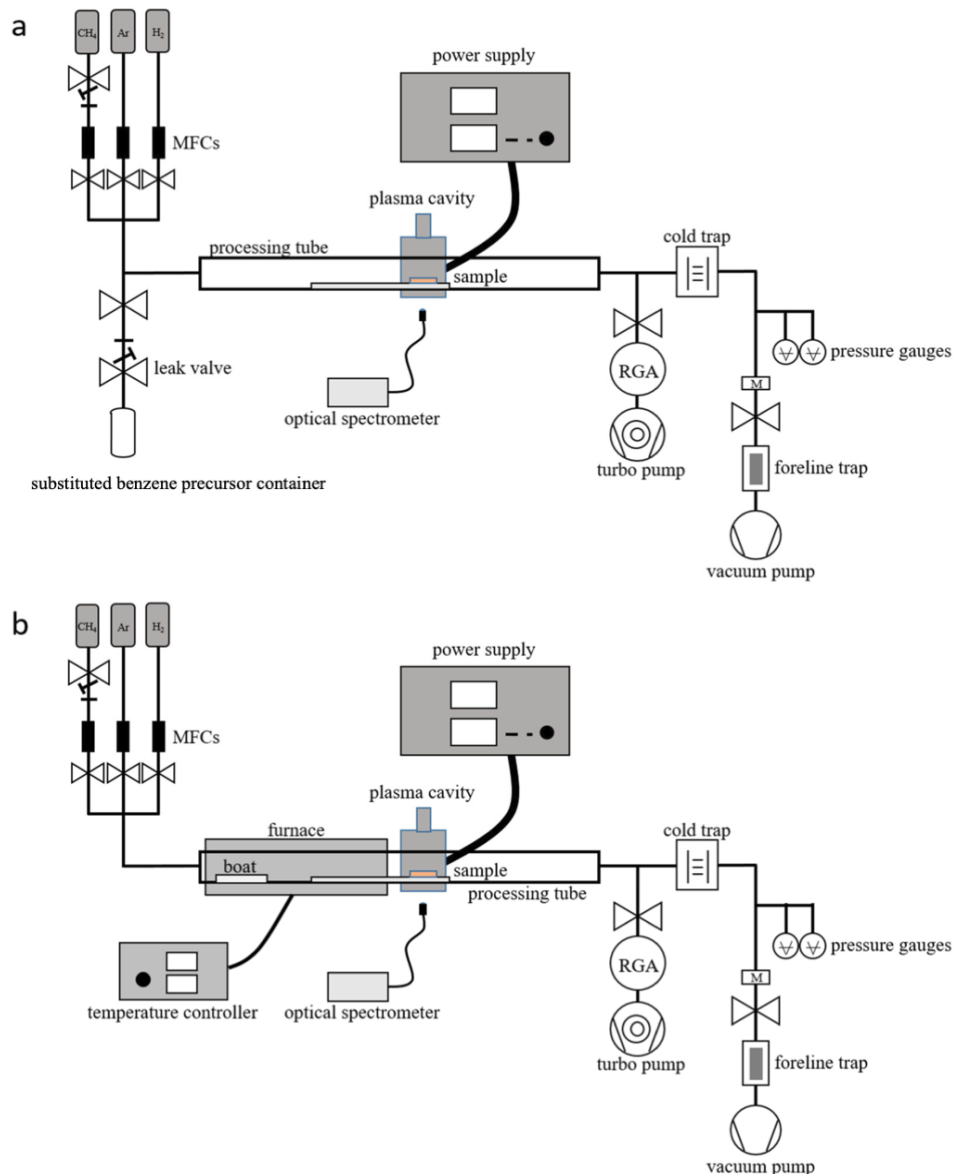 a
CH₄ Ar H₂
power supply
MFCs
plasma cavity
processing tube
cold trap
sample
leak valve
pressure gauges
RGA
M
optical spectrometer
turbo pump
foreline trap
substituted benzene precursor container
vacuum pump
b
CH₄ Ar H₂
power supply
MFCs
plasma cavity
furnace
cold trap
boat
sample
processing tube
pressure gauges
RGA
M
temperature controller
optical spectrometer
turbo pump
foreline trap
vacuum pump